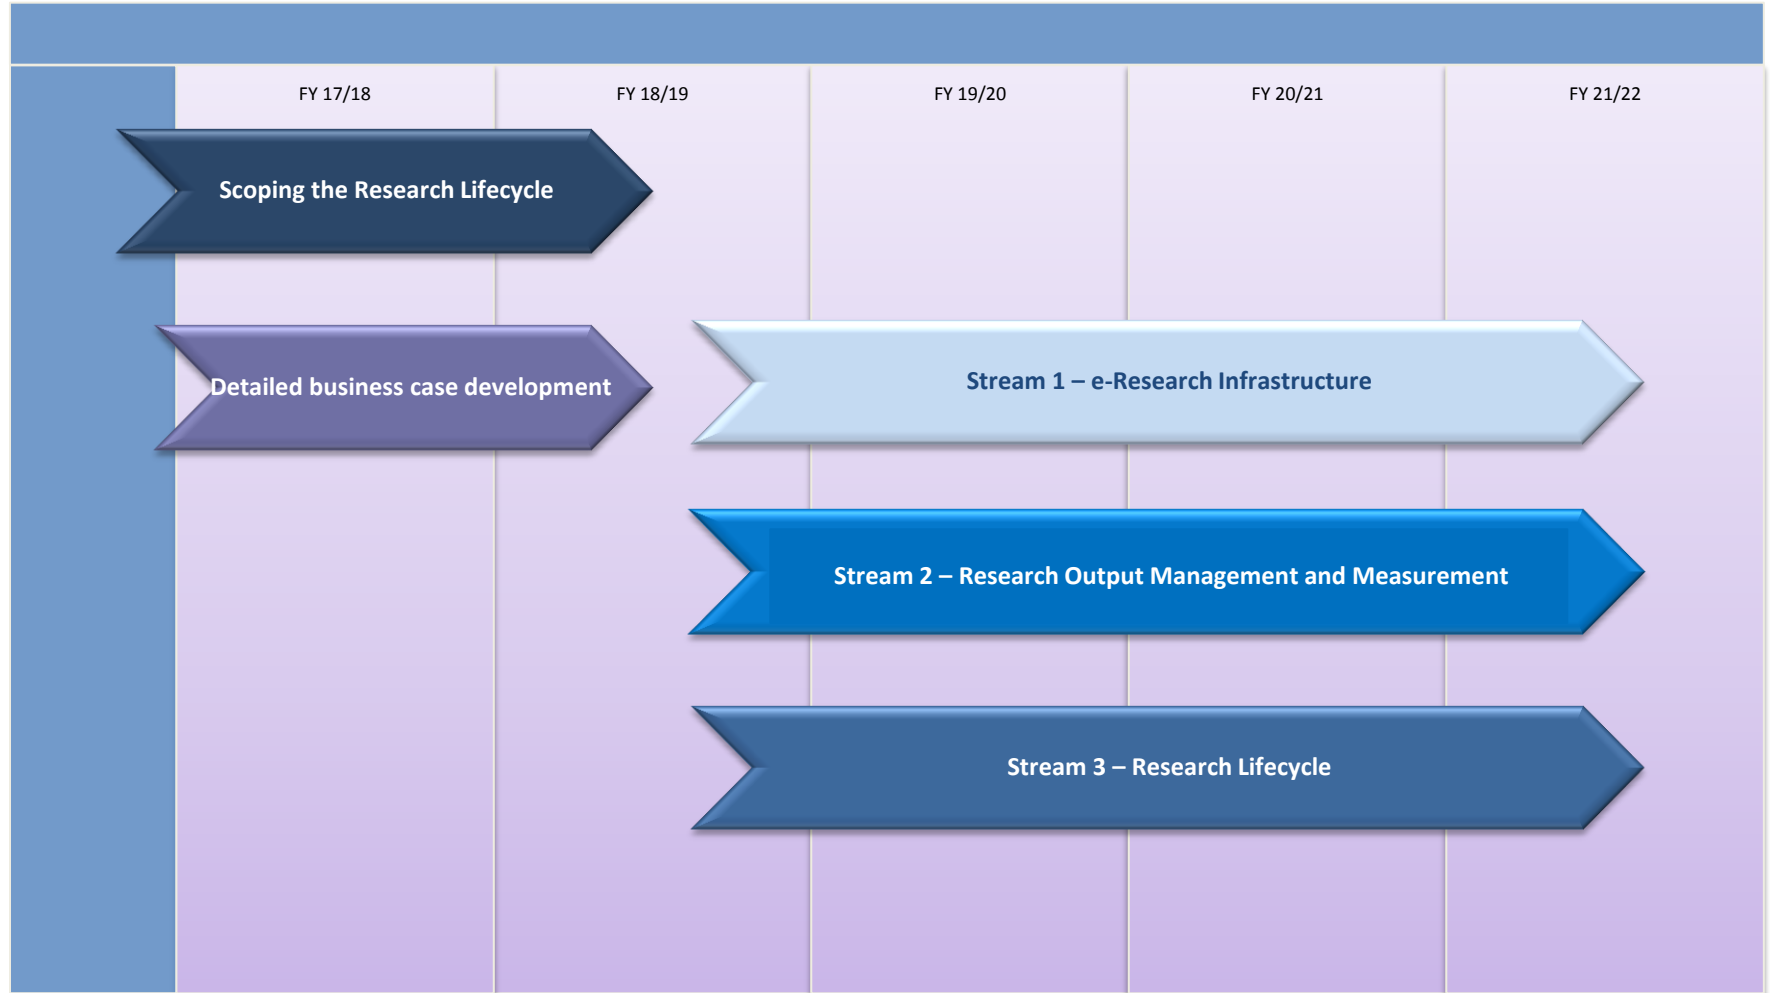 FY 17/18
FY 18/19
FY 19/20
FY 20/21
FY 21/22
Scoping the Research Lifecycle
Detailed business case development
Stream 1 – e-Research Infrastructure
Stream 2 – Research Output Management and Measurement
Stream 3 – Research Lifecycle